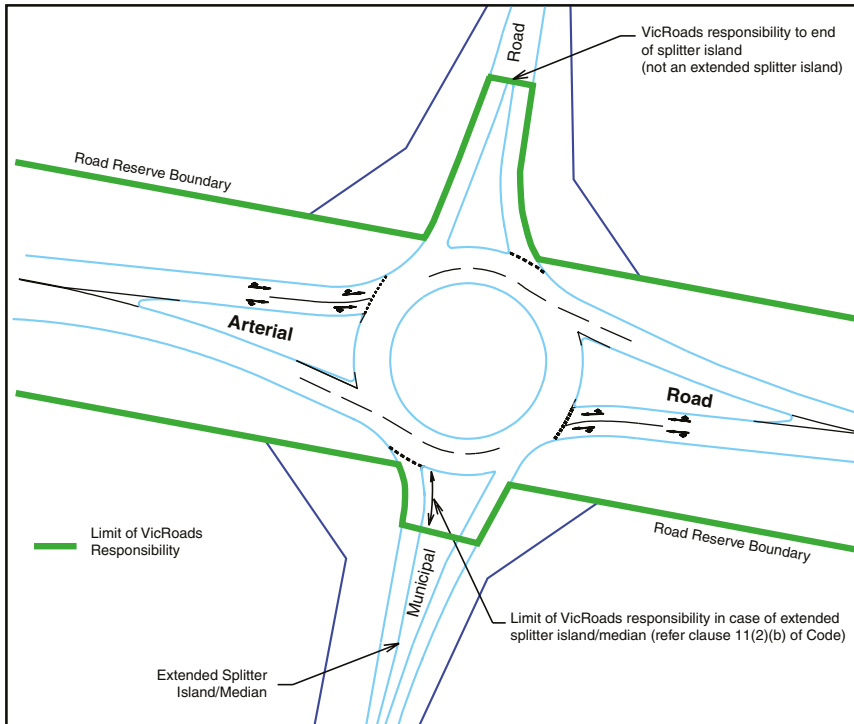 Road
VicRoads responsibility to end
of splitter island
(not an extended splitter island)
Road Reserve Boundary
Arterial
Road
Limit of VicRoads
Responsibility
Road Reserve Boundary
Municipal
Limit of VicRoads responsibility in case of extended
splitter island/median (refer clause 11(2)(b) of Code)
Extended Splitter
Island/Median